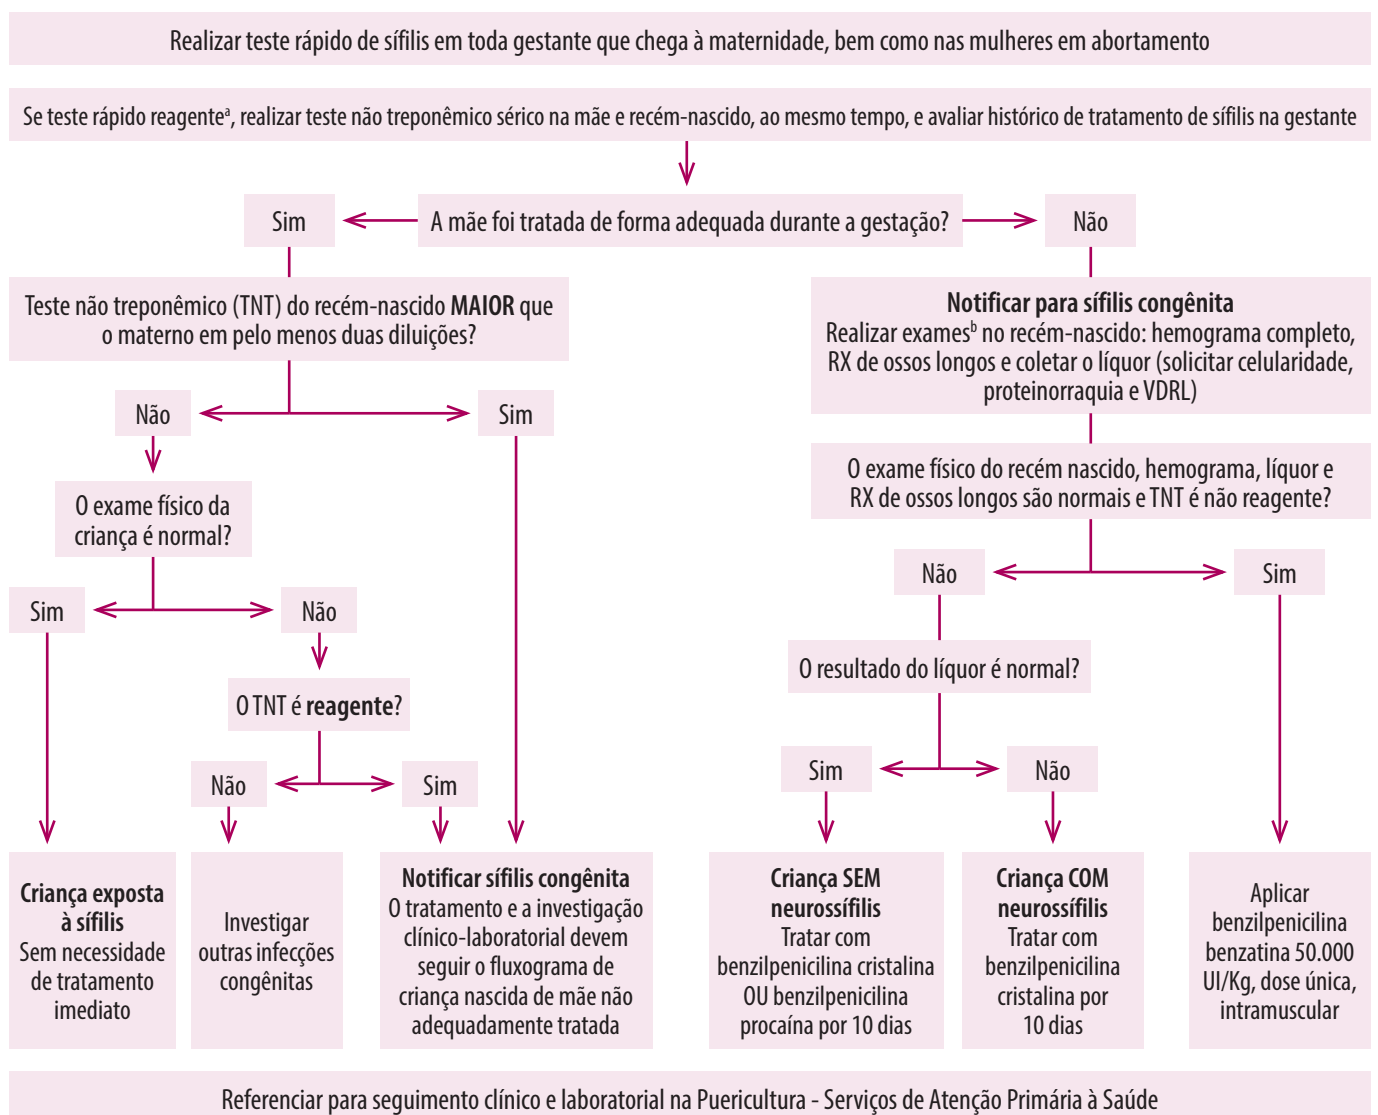 Realizar teste rápido de sífilis em toda gestante que chega à maternidade, bem como nas mulheres em abortamento
Se teste rápido reagenteᵃ, realizar teste não treponêmico sérico na mãe e recém-nascido, ao mesmo tempo, e avaliar histórico de tratamento de sífilis na gestante
Sim
A mãe foi tratada de forma adequada durante a gestação?
Não
Teste não treponêmico (TNT) do recém-nascido MAIOR que
o materno em pelo menos duas diluições?
Notificar para sífilis congênita
Realizar examesᵇ no recém-nascido: hemograma completo,
RX de ossos longos e coletar o líquor (solicitar celularidade,
proteinorraquia e VDRL)
Não
Sim
O exame físico do recém nascido, hemograma, líquor e
RX de ossos longos são normais e TNT é não reagente?
O exame físico da
criança é normal?
Não
Sim
Sim
Não
O resultado do líquor é normal?
O TNT é reagente?
Sim
Não
Não
Sim
Criança exposta
à sífilis
Sem necessidade
de tratamento
imediato
Investigar
outras infecções
congênitas
Notificar sífilis congênita
O tratamento e a investigação
clínico-laboratorial devem
seguir o fluxograma de
criança nascida de mãe não
adequadamente tratada
Criança SEM
neurossífilis
Tratar com
benzilpenicilina cristalina
OU benzilpenicilina
procaína por 10 dias
Criança COM
neurossífilis
Tratar com
benzilpenicilina
cristalina por
10 dias
Aplicar
benzilpenicilina
benzatina 50.000
UI/Kg, dose única,
intramuscular
Referenciar para seguimento clínico e laboratorial na Puericultura - Serviços de Atenção Primária à Saúde